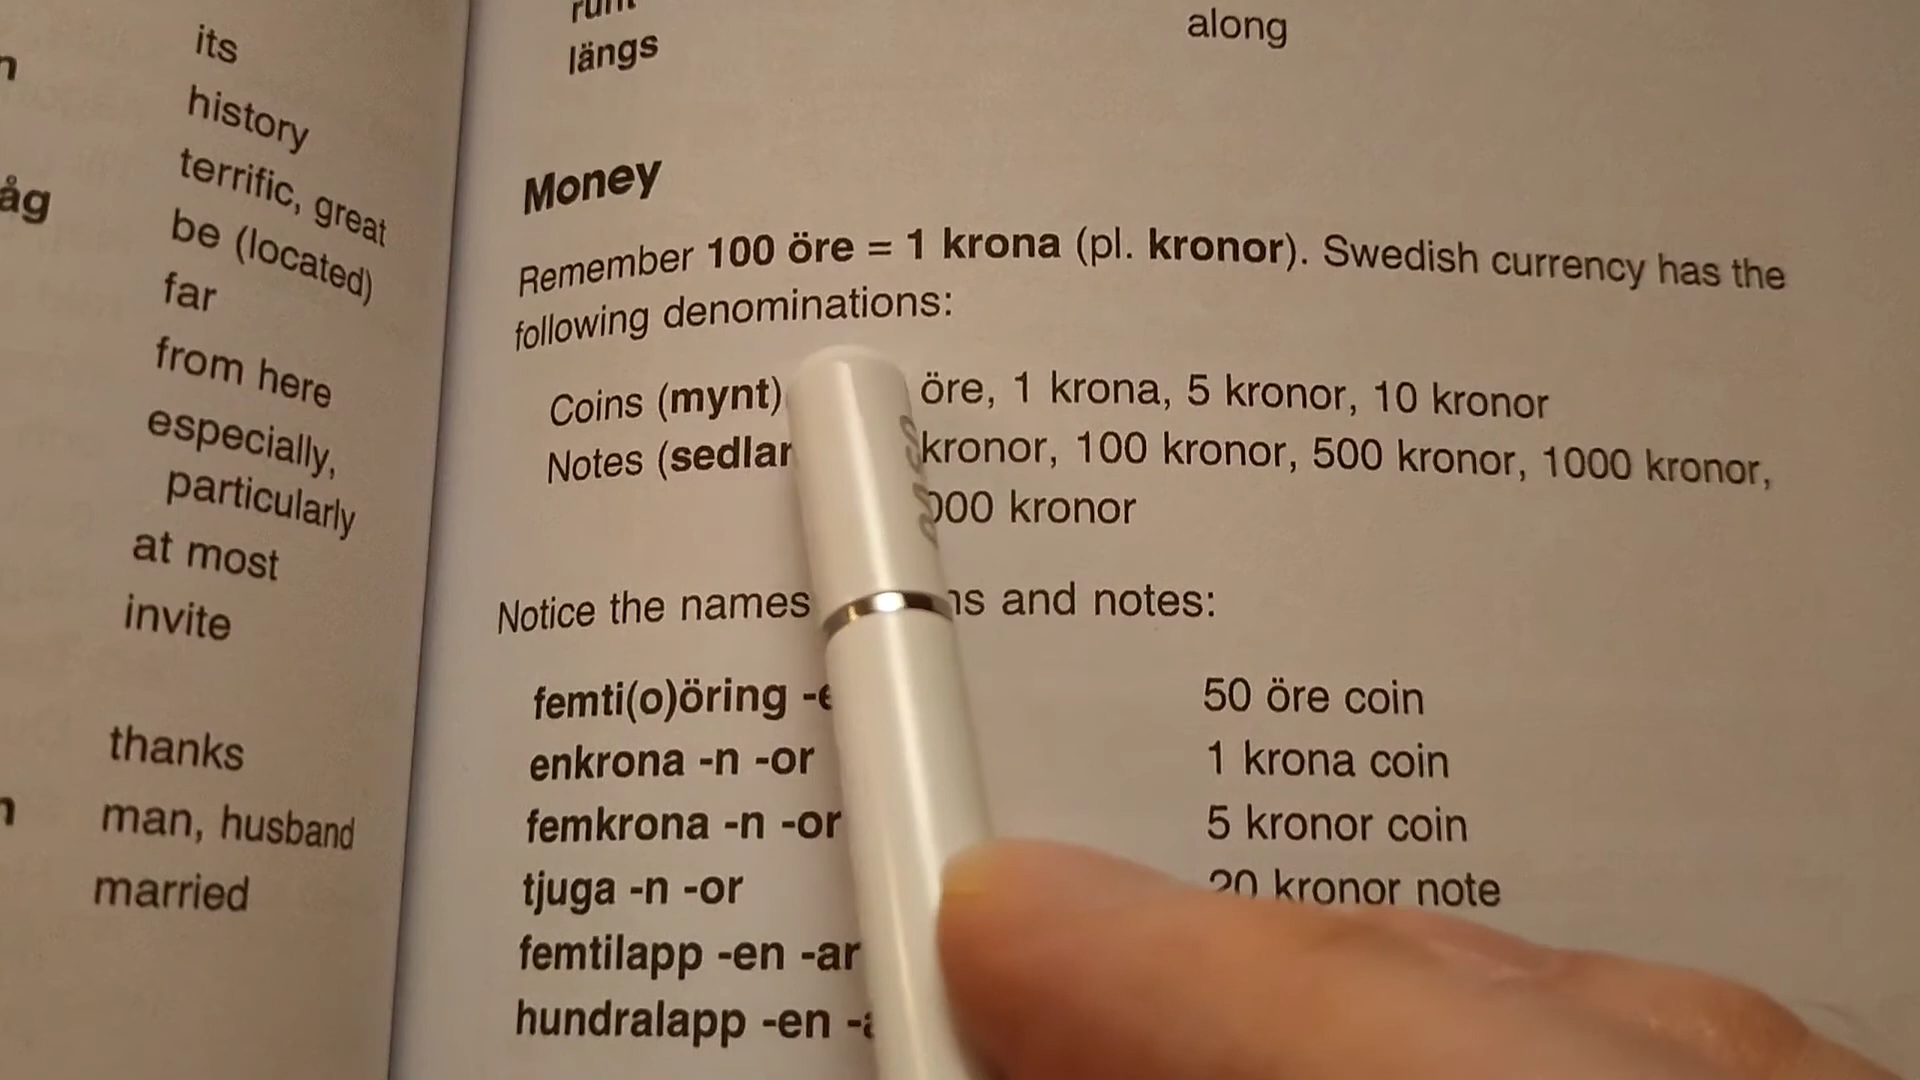 its
history
terrific, great
åg
be (located)
far
from here
especially,
particularly
at most
invite
thanks
man, husband
married
längs
along
Money
Remember 100 öre = 1 krona (pl. kronor). Swedish currency has the
following denominations:
Coins (mynt) öre, 1 krona, 5 kronor, 10 kronor
Notes (sedlar kronor, 100 kronor, 500 kronor, 1000 kronor,
000 kronor
Notice the names and notes:
femti(o)öring 50 öre coin
enkrona -n -or 1 krona coin
femkrona -n -or 5 kronor coin
tjuga -n -or 20 kronor note
femtilapp -en -ar
hundralapp -en